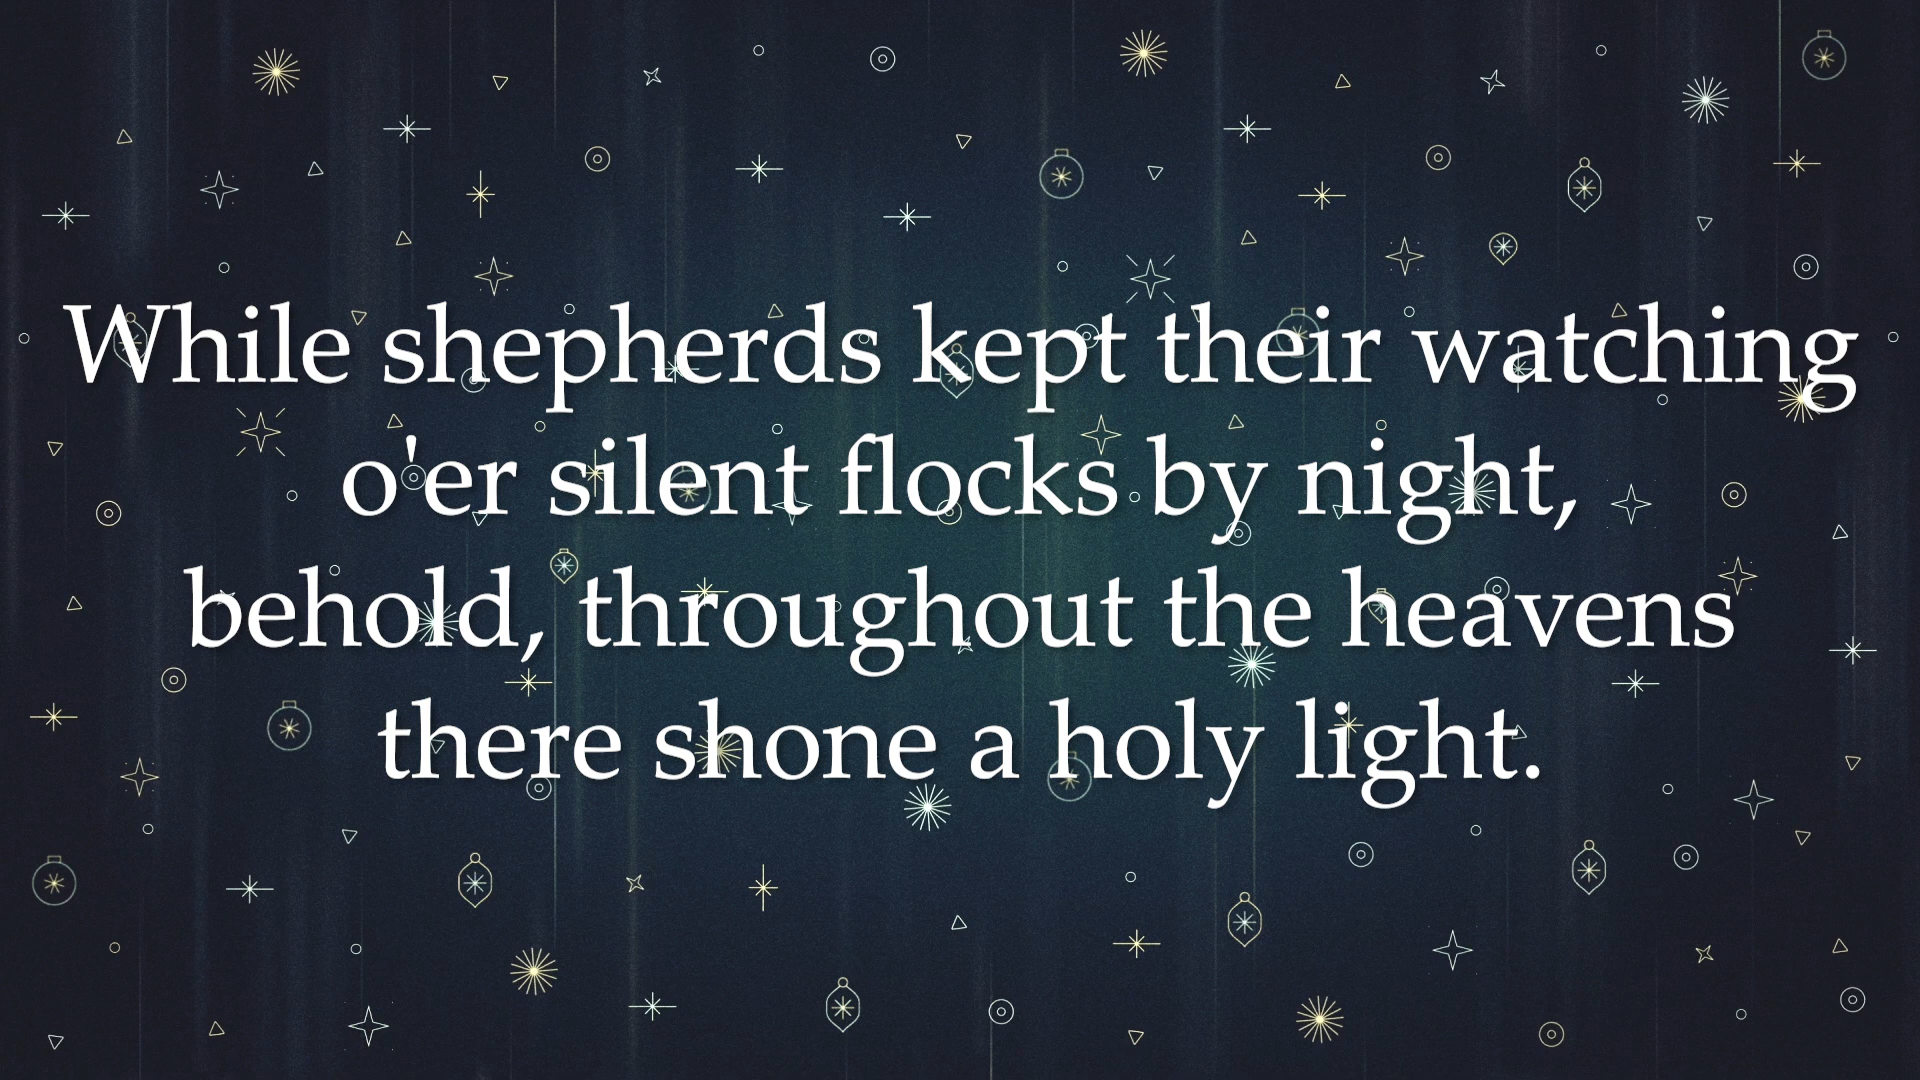 While shepherds kept their watching
o'er silent flocks by night,
behold, throughout the heavens
there shone a holy light.